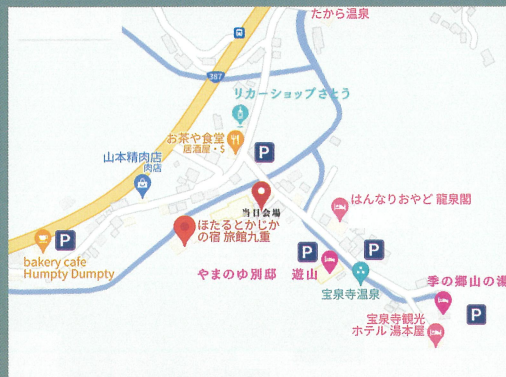 たから温泉
387
リカーショップさとう
お茶や食堂
居酒屋・$
P
山本精肉店
肉店
当日会場
はんなりおやど 龍泉閣
ほたるとかじか
の宿 旅館九重
P
bakery cafe
Humpty Dumpty
P
P
やまのゆ別邸 遊山
宝泉寺温泉
季の郷山の湯
P
宝泉寺観光
ホテル 湯本屋